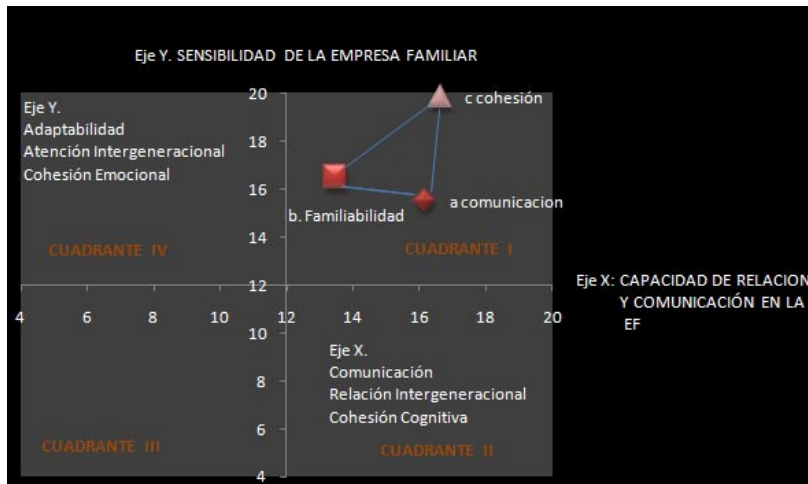 Eje Y. SENSIBILIDAD DE LA EMPRESA FAMILIAR
Eje Y.
Adaptabilidad
Atención Intergeneracional
Cohesión Emocional
20
18
16
14
12
10
8
6
4
c cohesión
b. Familiabilidad
a comunicacion
CUADRANTE IV
CUADRANTE I
4 6 8 10 12 14 16 18 20
Eje X: CAPACIDAD DE RELACION
Y COMUNICACIÓN EN LA
EF
Eje X.
Comunicación
Relación Intergeneracional
Cohesión Cognitiva
CUADRANTE III
CUADRANTE II